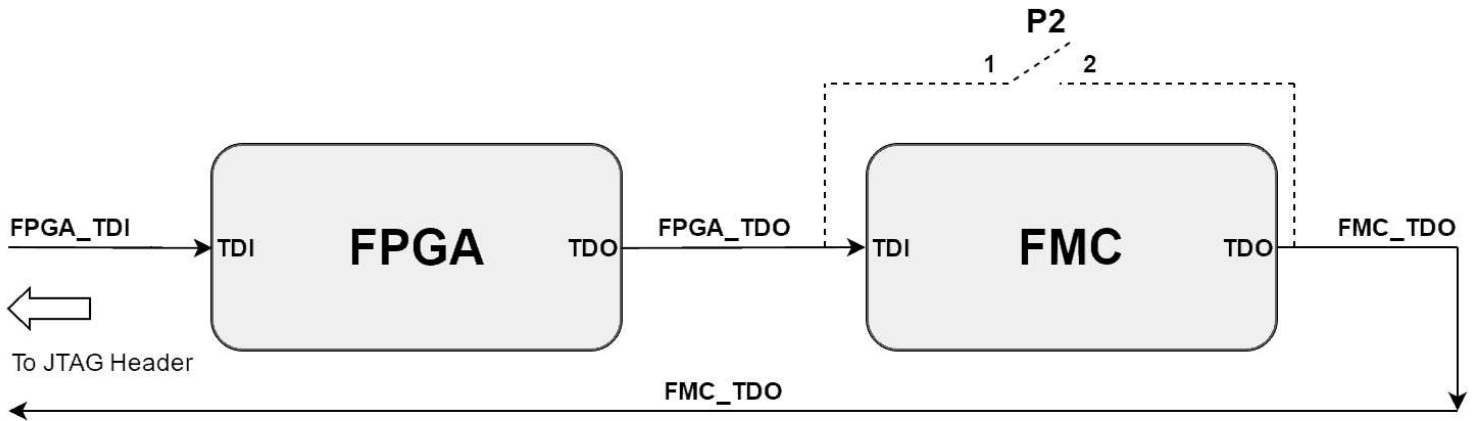 P2
1 2
FPGA_TDI FPGA_TDO FMC_TDO
TDI FPGA TDO TDI FMC TDO
To JTAG Header
FMC_TDO